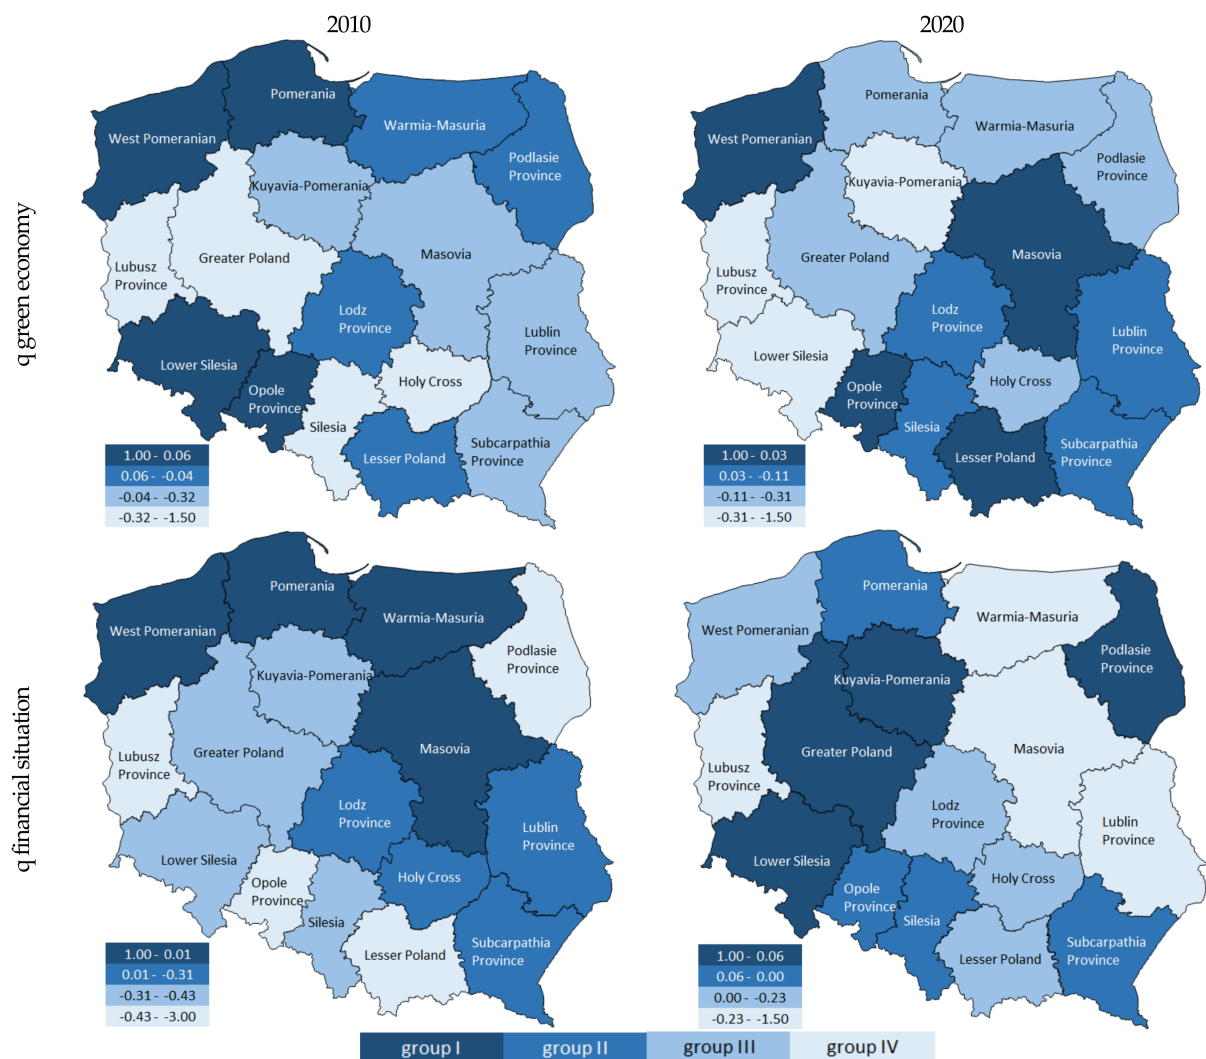 2010
2020
q green economy
Pomerania
West Pomeranian
Warmia-Masuria
Podlasie
Province
Kuyavia-Pomerania
Masovia
Greater Poland
Lubusz
Province
Lodz
Province
Lublin
Province
Lower Silesia
Opole
Province
Holy Cross
Silesia
Lesser Poland
Subcarpathia
Province
1.00 - 0.06
0.06 - -0.04
-0.04 - -0.32
-0.32 - -1.50
Pomerania
West Pomeranian
Warmia-Masuria
Podlasie
Province
Kuyavia-Pomerania
Masovia
Greater Poland
Lubusz
Province
Lodz
Province
Lublin
Province
Lower Silesia
Opole
Province
Holy Cross
Silesia
Lesser Poland
Subcarpathia
Province
1.00 - 0.03
0.03 - -0.11
-0.11 - -0.31
-0.31 - -1.50
q financial situation
Pomerania
West Pomeranian
Warmia-Masuria
Podlasie
Province
Kuyavia-Pomerania
Masovia
Greater Poland
Lubusz
Province
Lodz
Province
Lublin
Province
Lower Silesia
Opole
Province
Holy Cross
Silesia
Lesser Poland
Subcarpathia
Province
1.00 - 0.01
0.01 - -0.31
-0.31 - -0.43
-0.43 - -3.00
Pomerania
West Pomeranian
Warmia-Masuria
Podlasie
Province
Kuyavia-Pomerania
Masovia
Greater Poland
Lubusz
Province
Lodz
Province
Lublin
Province
Lower Silesia
Opole
Province
Holy Cross
Silesia
Lesser Poland
Subcarpathia
Province
1.00 - 0.06
0.06 - 0.00
0.00 - -0.23
-0.23 - -1.50
group I
group II
group III
group IV